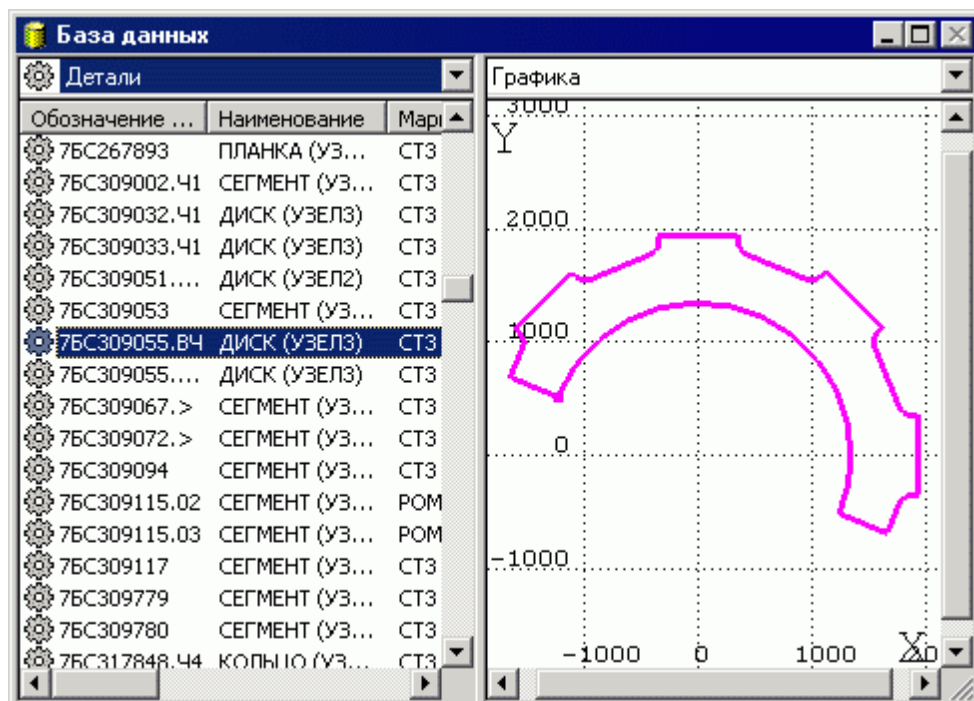 База данных
Детали
Обозначение ... Наименование Мар
7БС267893 ПЛАНКА (УЗ... СТ3
7БС309002.Ч1 СЕГМЕНТ (УЗ... СТ3
7БС309032.Ч1 ДИСК (УЗЕЛ3) СТ3
7БС309033.Ч1 ДИСК (УЗЕЛ3) СТ3
7БС309051.... ДИСК (УЗЕЛ2) СТ3
7БС309053 СЕГМЕНТ (УЗ... СТ3
7БС309055.ВЧ ДИСК (УЗЕЛ3) СТ3
7БС309055.... ДИСК (УЗЕЛ3) СТ3
7БС309067.> СЕГМЕНТ (УЗ... СТ3
7БС309072.> СЕГМЕНТ (УЗ... СТ3
7БС309094 СЕГМЕНТ (УЗ... СТ3
7БС309115.02 СЕГМЕНТ (УЗ... РОМ
7БС309115.03 СЕГМЕНТ (УЗ... РОМ
7БС309117 СЕГМЕНТ (УЗ... СТ3
7БС309779 СЕГМЕНТ (УЗ... СТ3
7БС309780 СЕГМЕНТ (УЗ... СТ3
7БС317848.Ч4 КОЛЬЦО (УЗ... СТ3
Графика
3000
Y
2000
1000
0
-1000
-1000 0 1000 X